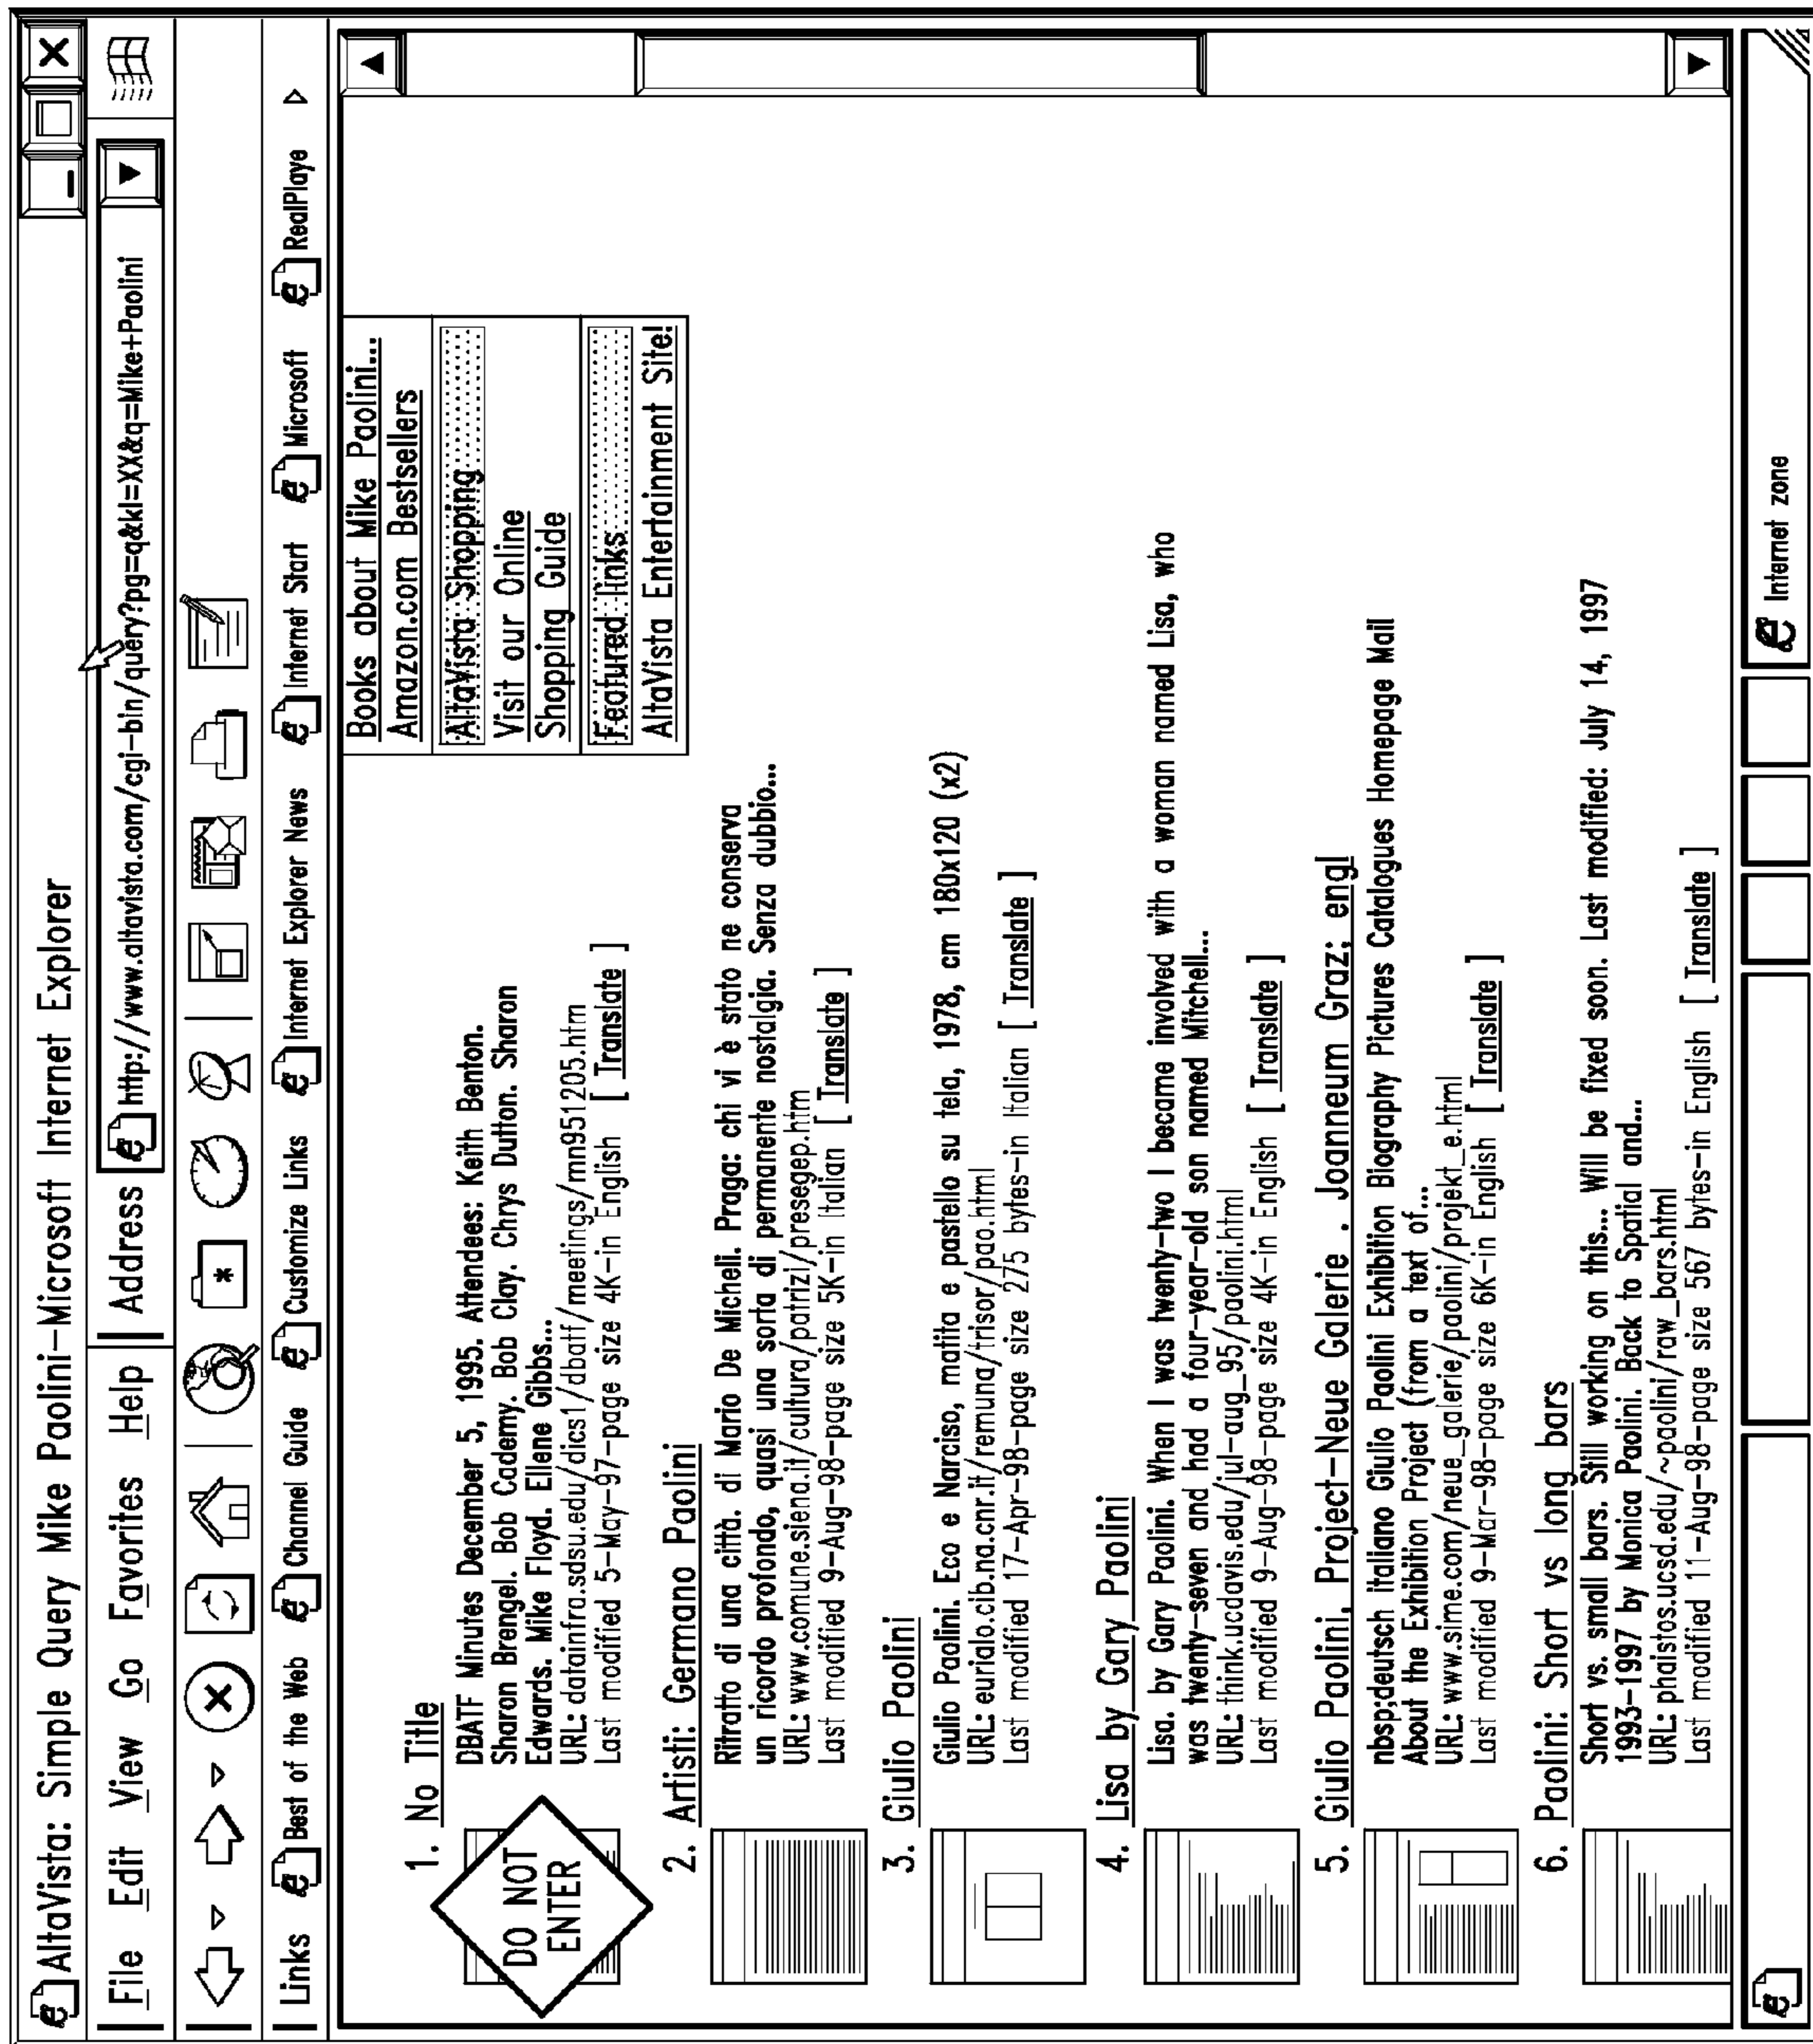 AltaVista: Simple Query Mike Paolini-Microsoft Internet Explorer
File Edit View Go Favorites Help
Address http://www.altavista.com/cgi-bin/query?pg=q&kl=XX&q=Mike+Paolini
Links Best of the Web Channel Guide Customize Links Internet Explorer News Internet Start Microsoft RealPlaye
Books about Mike Paolini...
Amazon.com Bestsellers
AltaVista Shopping
Visit our Online
Shopping Guide
Featured links
AltaVista Entertainment Site!
1. No Title
DO NOT
ENTER
DBATF Minutes December 5, 1995. Attendees: Keith Benton.
Sharon Brengel. Bob Cademy. Bob Clay. Chrys Dutton. Sharon
Edwards. Mike Floyd. Ellene Gibbs...
URL: datainfra.sdsu.edu/dics1/dbatf/meetings/mn951205.htm
Last modified 5-May-97-page size 4K-in English [ Translate ]
2. Artisti: Germano Paolini
Ritratto di una città. di Mario De Micheli. Praga: chi vi è stato ne conserva
un ricordo profondo, quasi una sorta di permanente nostalgia. Senza dubbio...
URL: www.comune.siena.it/cultura/patrizi/presegep.htm
Last modified 9-Aug-98-page size 5K-in Italian [ Translate ]
3. Giulio Paolini
Giulio Paolini. Eco e Narciso, matita e pastello su tela, 1978, cm 180x120 (x2)
URL: eurialo.cib.na.cnr.it/remuna/trisor/pao.html
Last modified 17-Apr-98-page size 275 bytes-in Italian [ Translate ]
4. Lisa by Gary Paolini
Lisa. by Gary Paolini. When I was twenty-two I became involved with a woman named Lisa, who
was twenty-seven and had a four-year-old son named Mitchell...
URL: think.ucdavis.edu/jul-aug_95/paolini.html
Last modified 9-Aug-98-page size 4K-in English [ Translate ]
5. Giulio Paolini, Project-Neue Galerie . Joanneum Graz; engl
nbsp;deutsch Italiano Giulio Paolini Exhibition Biography Pictures Catalogues Homepage Mail
About the Exhibition Project (from a text of...
URL: www.sime.com/neue_galerie/paolini/projekt_e.html
Last modified 9-Mar-98-page size 6K-in English [ Translate ]
6. Paolini: Short vs long bars
Short vs. small bars. Still working on this... Will be fixed soon. Last modified: July 14, 1997
1993-1997 by Monica Paolini. Back to Spatial and...
URL: phaistos.ucsd.edu/~paolini/raw_bars.html
Last modified 11-Aug-98-page size 567 bytes-in English [ Translate ]
Internet zone